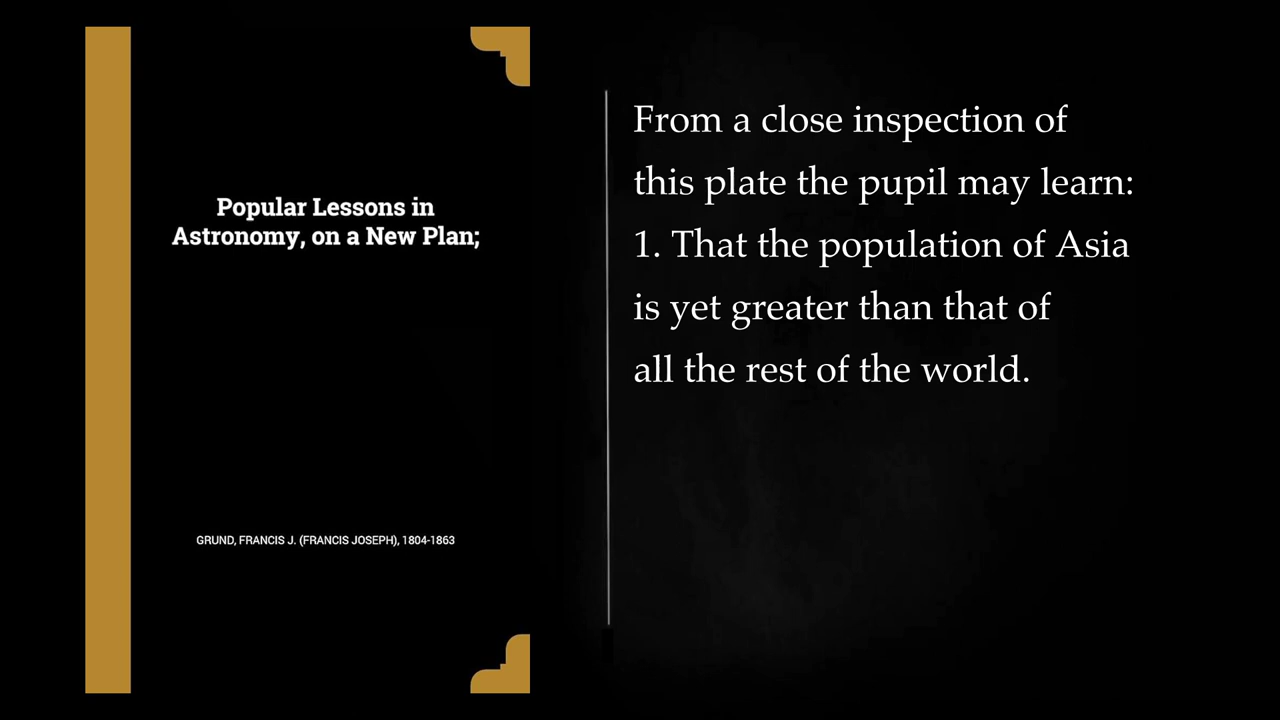 Popular Lessons in
Astronomy, on a New Plan;
GRUND, FRANCIS J. (FRANCIS JOSEPH), 1804-1863
From a close inspection of
this plate the pupil may learn:
1. That the population of Asia
is yet greater than that of
all the rest of the world.